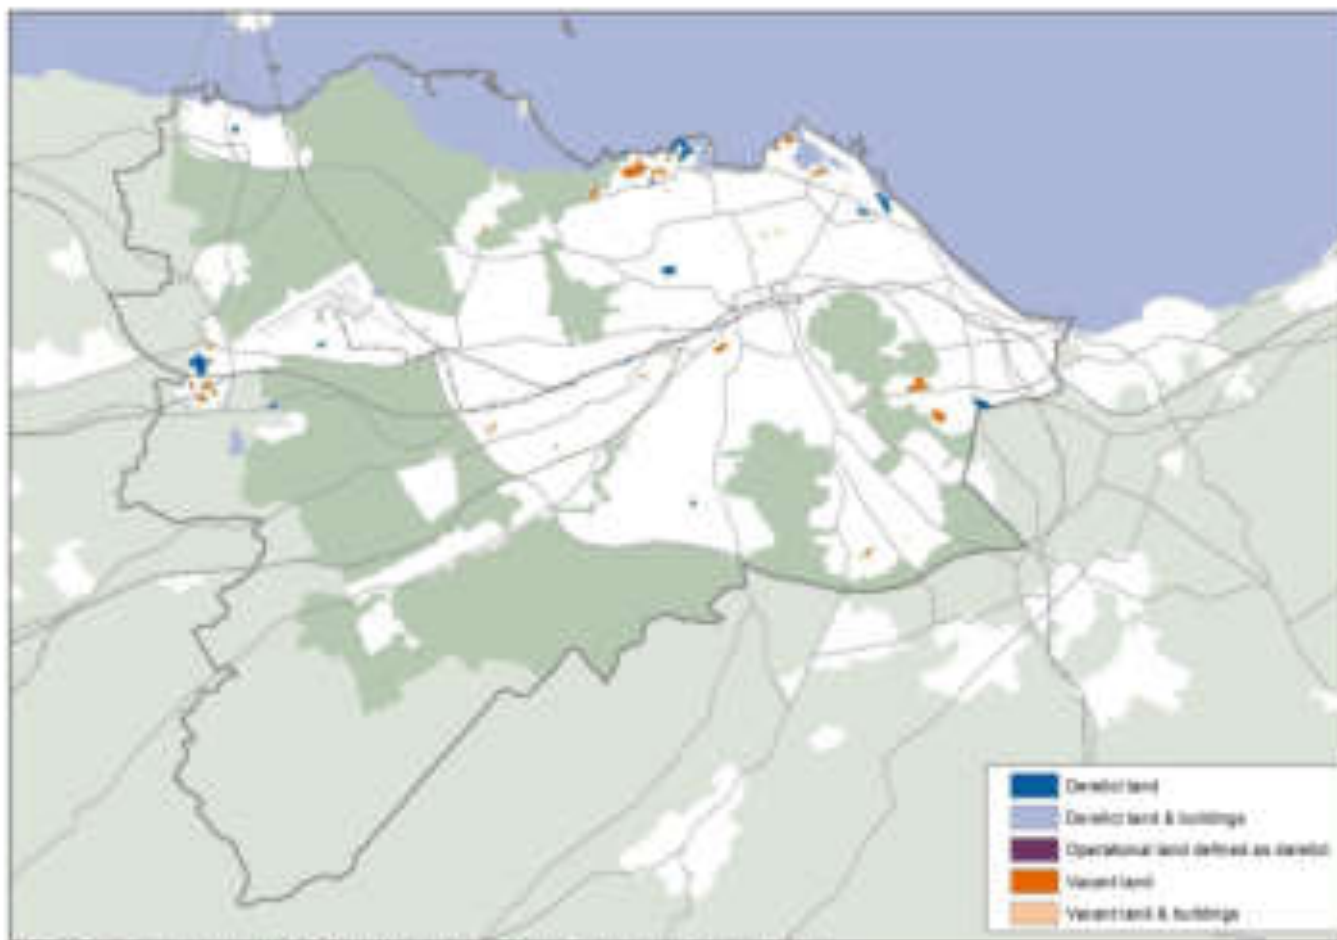 Derelict land
Derelict land & buildings
Operational land defined as derelict
Vacant land
Vacant land & buildings